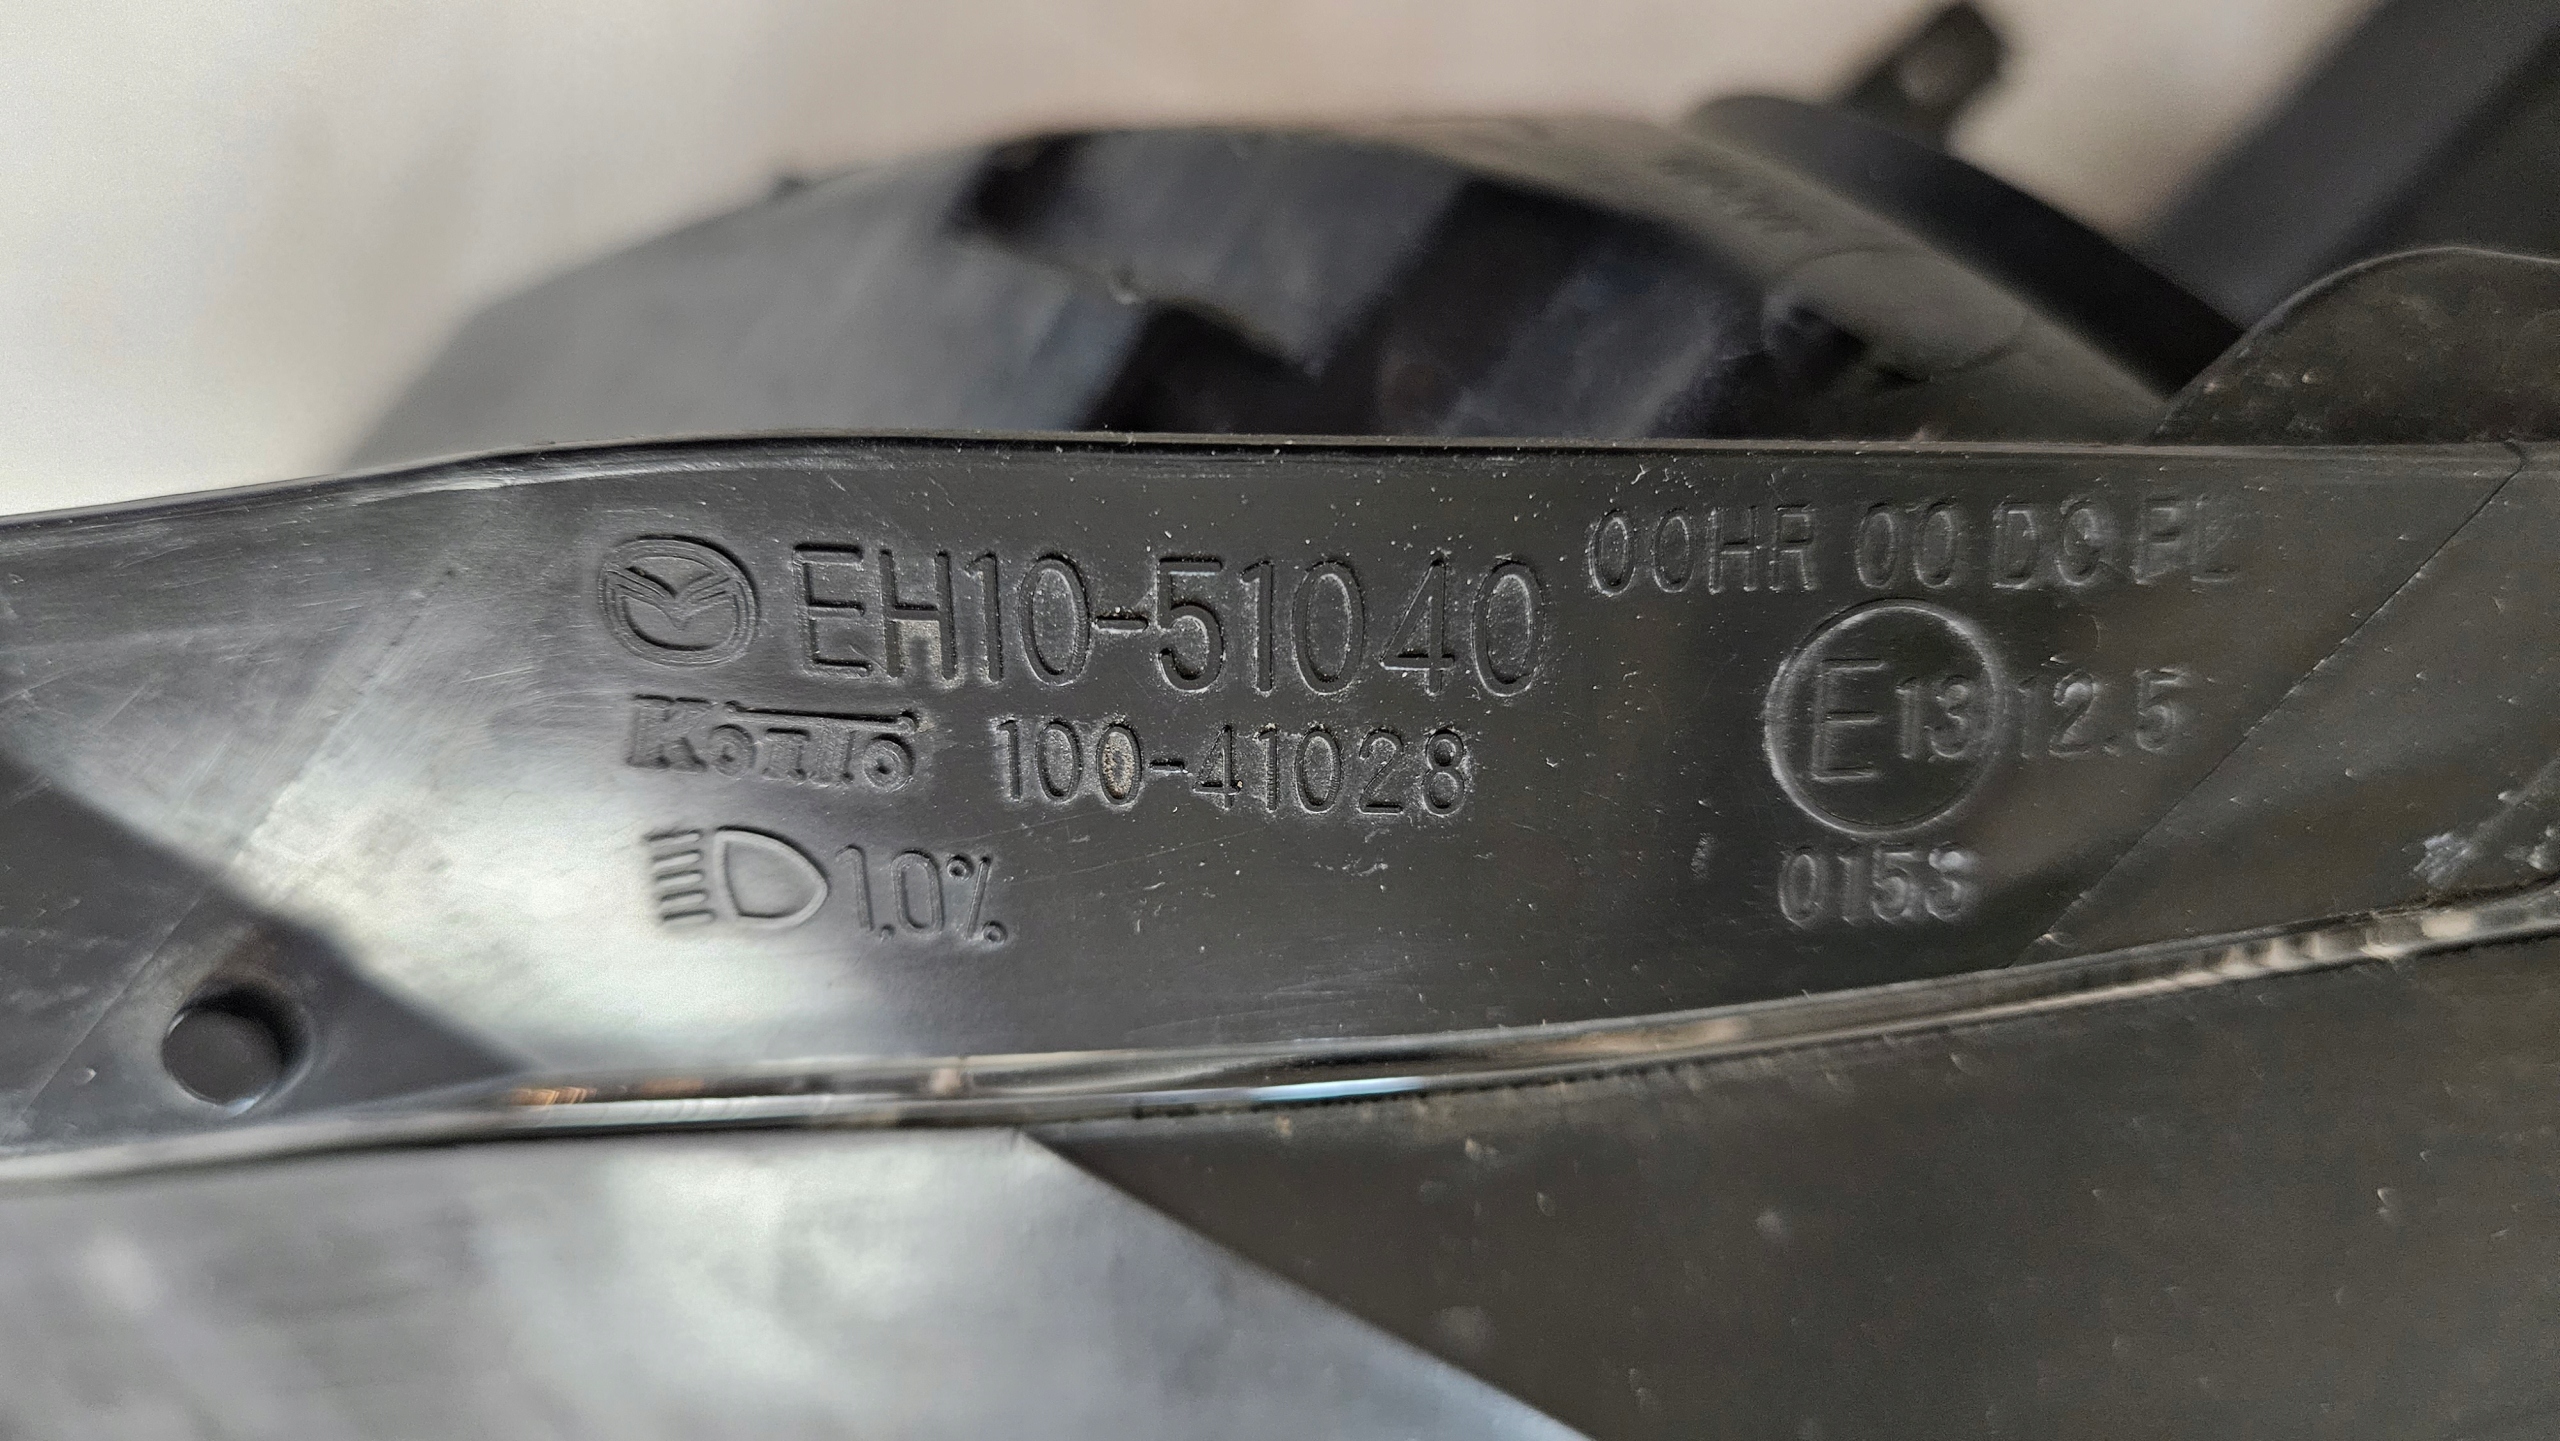 EH10-51040
Koito 100-41028
1,0%
00HR 00 DC PL
E13 12.5
0153